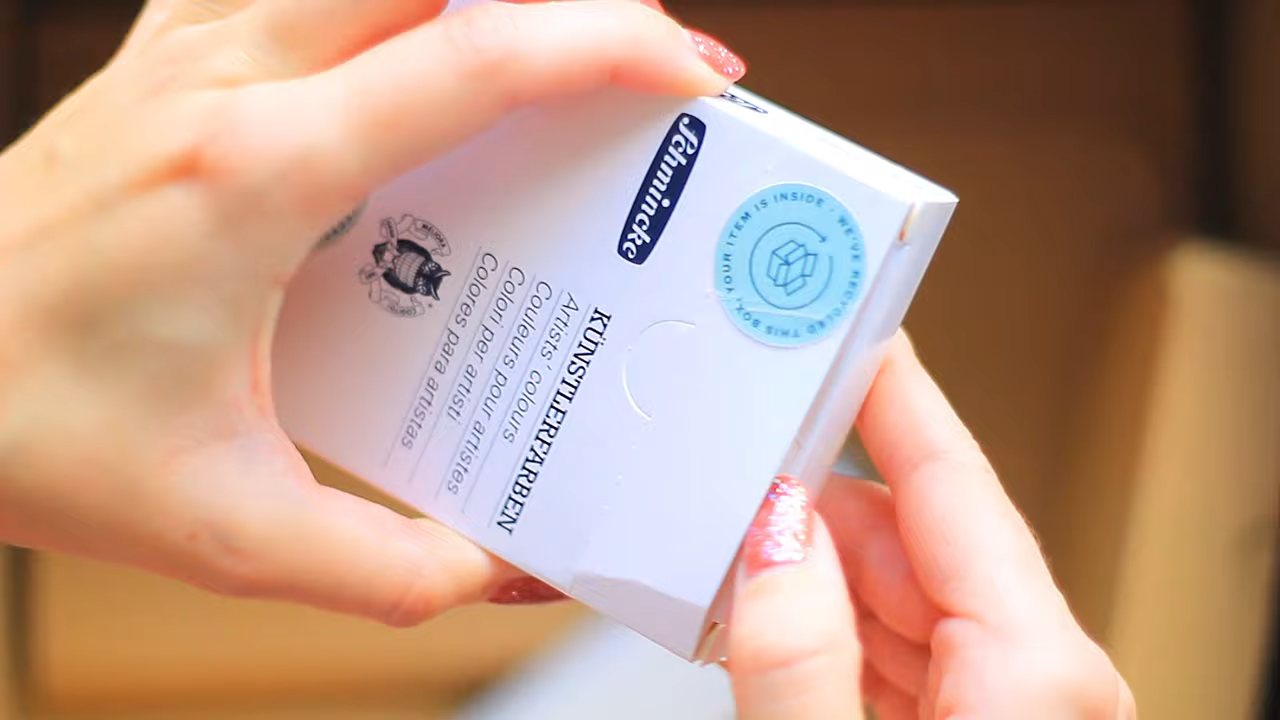 Schmincke
YOUR ITEM IS INSIDE · WE'VE RECYCLED THIS BOX!
KÜNSTLERFARBEN
Artists' colours
Couleurs pour artistes
Colori per artisti
Colores para artistas